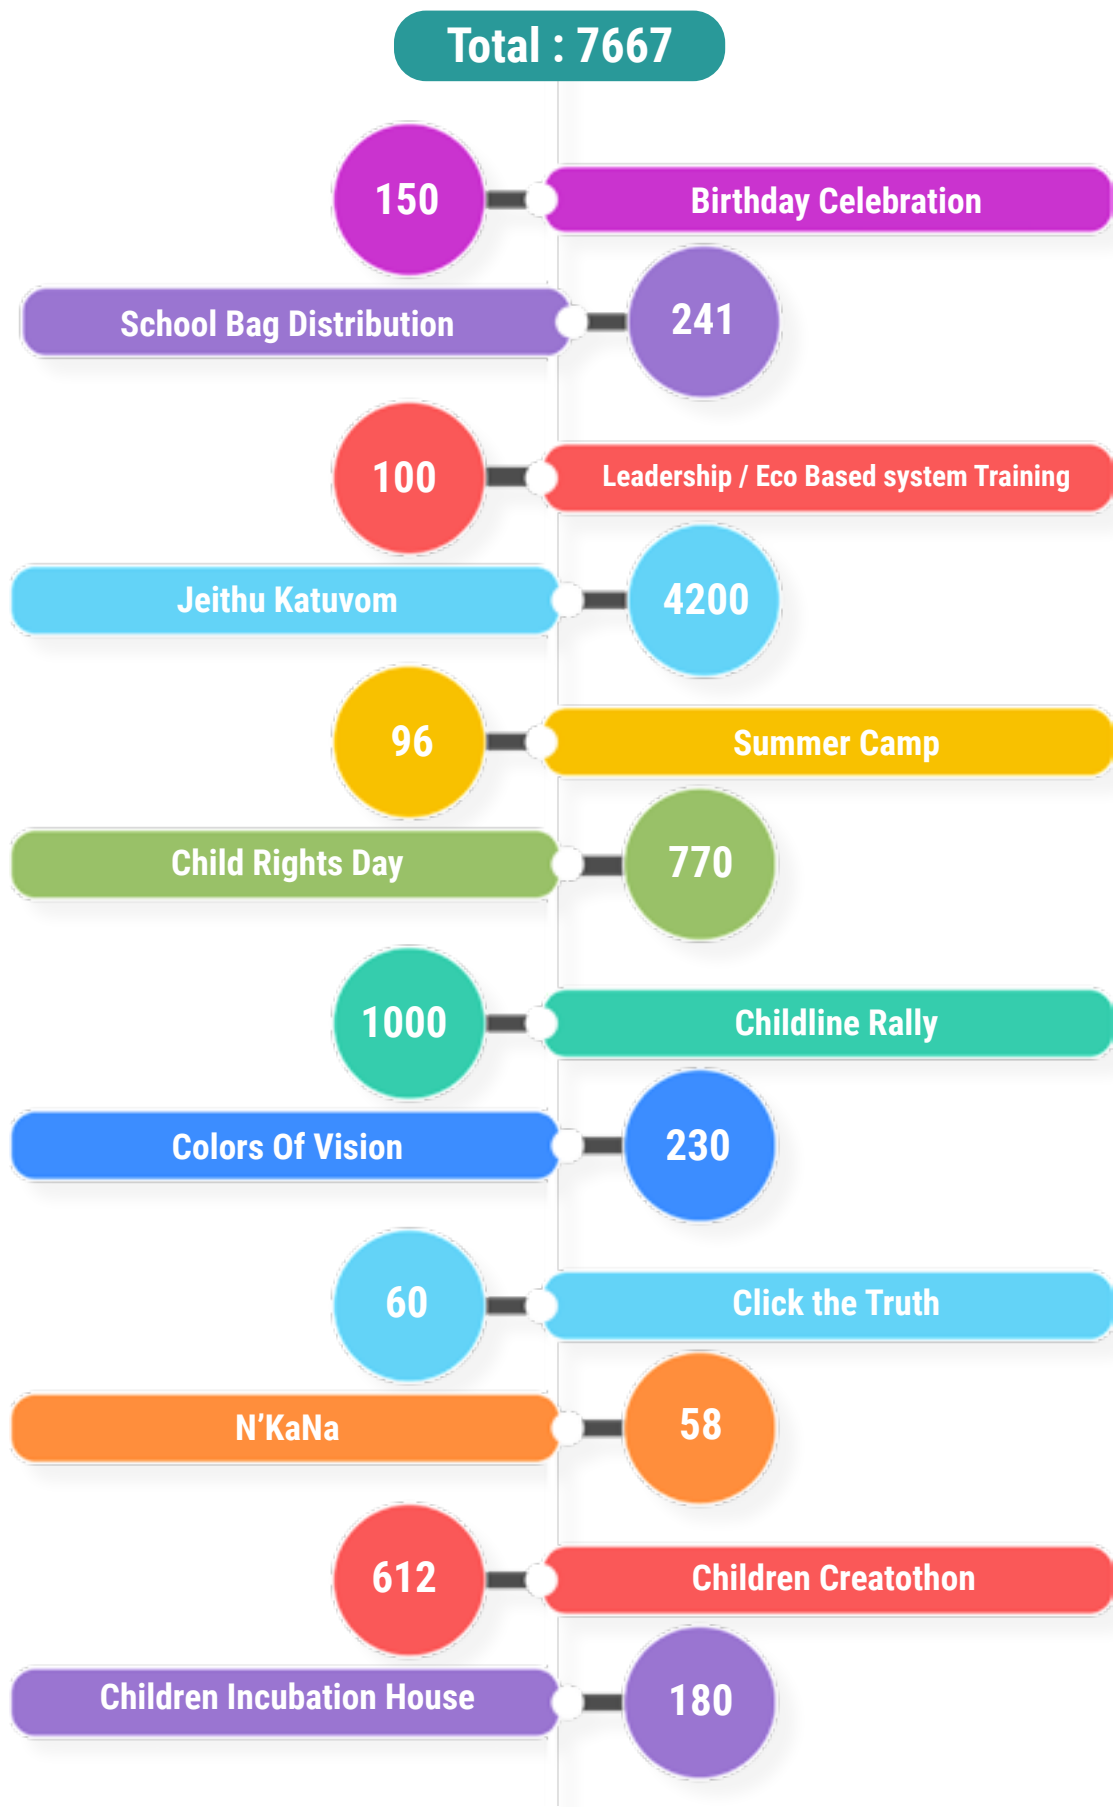 Total : 7667
150
Birthday Celebration
School Bag Distribution
241
100
Leadership / Eco Based system Training
Jeithu Katuvom
4200
96
Summer Camp
Child Rights Day
770
1000
Childline Rally
Colors Of Vision
230
60
Click the Truth
N’KaNa
58
612
Children Creatothon
Children Incubation House
180